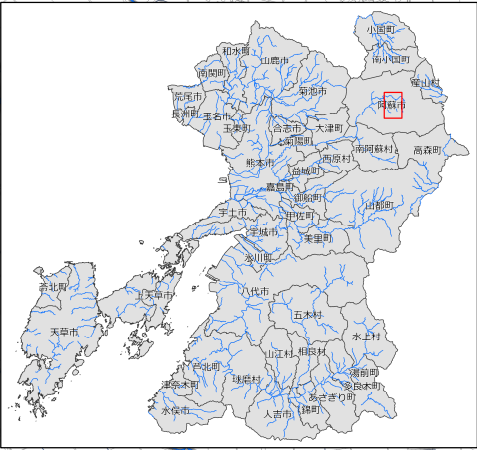 小国町
南小国町
産山村
阿蘇市
和水町
山鹿市
南関町
菊池市
荒尾市
長洲町
玉名市
玉東町
合志市
大津町
菊陽町
熊本市
西原村
南阿蘇村
高森町
益城町
嘉島町
御船町
山都町
宇土市
甲佐町
宇城市
美里町
氷川町
八代市
上天草市
苓北町
天草市
五木村
水上村
山江村
相良村
湯前町
多良木町
芦北町
球磨村
あさぎり町
津奈木町
錦町
水俣市
人吉市